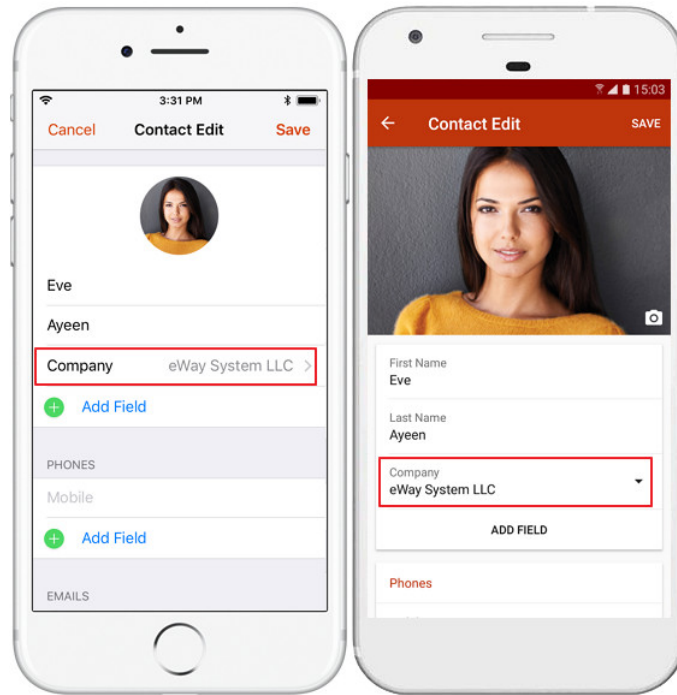 3:31 PM
Cancel Contact Edit Save
Eve
Ayeen
Company eWay System LLC
Add Field
PHONES
Mobile
Add Field
EMAILS
15:03
Contact Edit SAVE
First Name
Eve
Last Name
Ayeen
Company
eWay System LLC
ADD FIELD
Phones